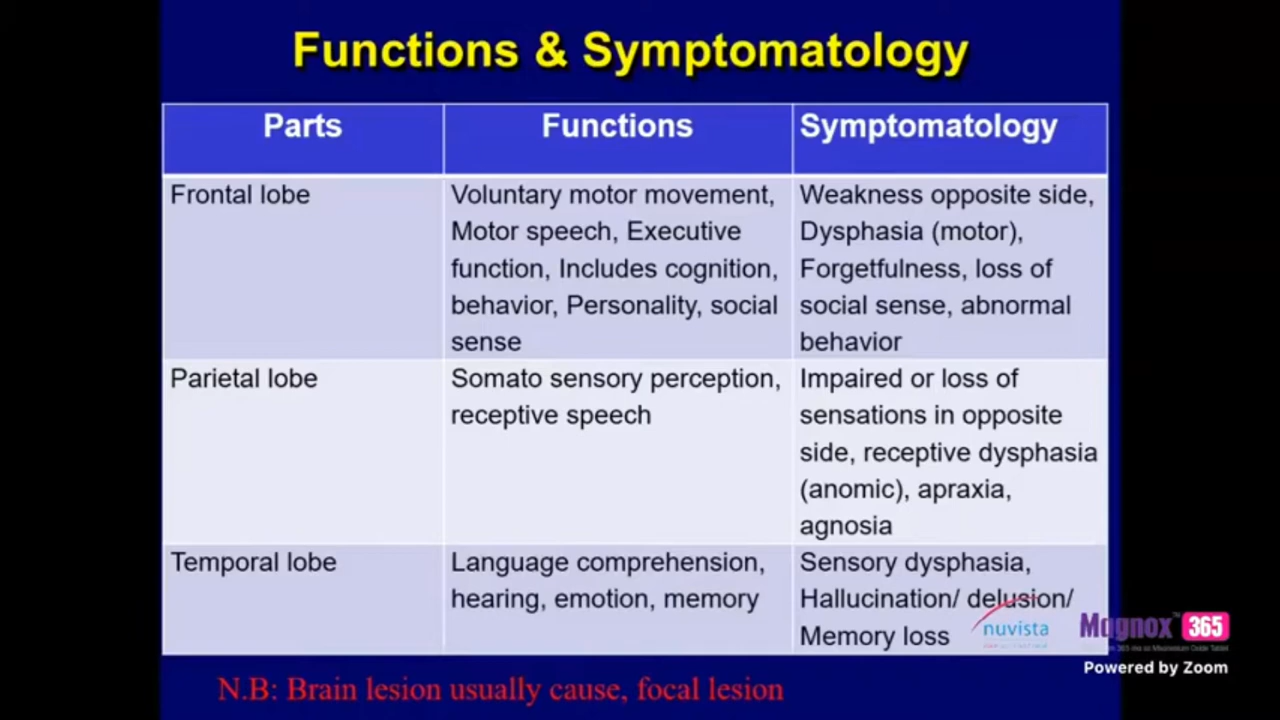 Functions & Symptomatology
Parts
Functions
Symptomatology
Frontal lobe
Voluntary motor movement,
Motor speech, Executive
function, Includes cognition,
behavior, Personality, social
sense
Weakness opposite side,
Dysphasia (motor),
Forgetfulness, loss of
social sense, abnormal
behavior
Parietal lobe
Somato sensory perception,
receptive speech
Impaired or loss of
sensations in opposite
side, receptive dysphasia
(anomic), apraxia,
agnosia
Temporal lobe
Language comprehension,
hearing, emotion, memory
Sensory dysphasia,
Hallucination/ delusion/
Memory loss
nuvista
Magnox™ 365
Powered by Zoom
N.B: Brain lesion usually cause, focal lesion